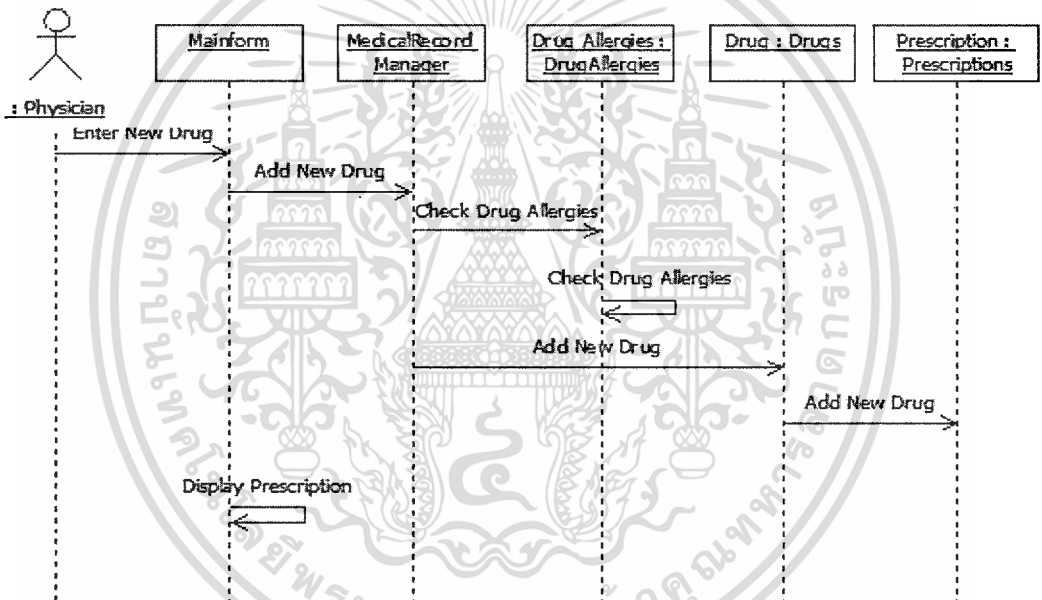 Mainform
MedicalRecord
Manager
Drug Allergies :
DrugAllergies
Drug : Drugs
Prescription :
Prescriptions
: Physician
Enter New Drug
Add New Drug
Check Drug Allergies
Check Drug Allergies
Add New Drug
Add New Drug
Display Prescription